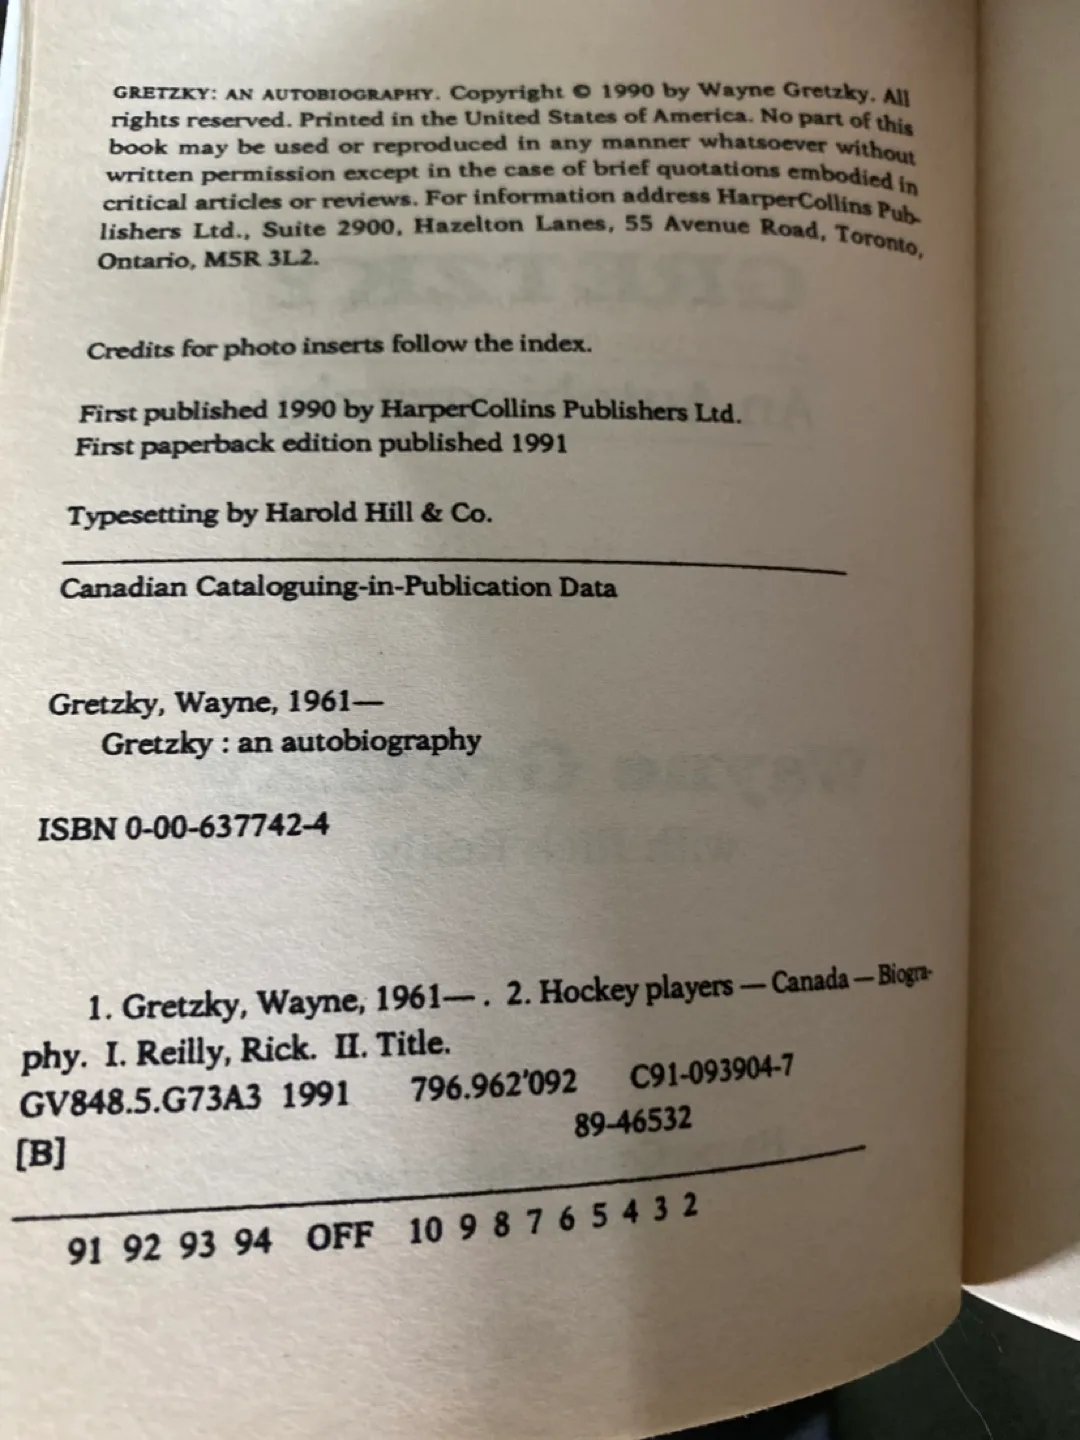 GRETZKY: AN AUTOBIOGRAPHY. Copyright © 1990 by Wayne Gretzky. All
rights reserved. Printed in the United States of America. No part of this
book may be used or reproduced in any manner whatsoever without
written permission except in the case of brief quotations embodied in
critical articles or reviews. For information address HarperCollins Pub-
lishers Ltd., Suite 2900, Hazelton Lanes, 55 Avenue Road, Toronto,
Ontario, M5R 3L2.
Credits for photo inserts follow the index.
First published 1990 by HarperCollins Publishers Ltd.
First paperback edition published 1991
Typesetting by Harold Hill & Co.
Canadian Cataloguing-in-Publication Data
Gretzky, Wayne, 1961—
Gretzky : an autobiography
ISBN 0-00-637742-4
1. Gretzky, Wayne, 1961— . 2. Hockey players — Canada — Biogra-
phy. I. Reilly, Rick. II. Title.
GV848.5.G73A3 1991 796.962'092 C91-093904-7
89-46532
[B]
91 92 93 94 OFF 10 9 8 7 6 5 4 3 2